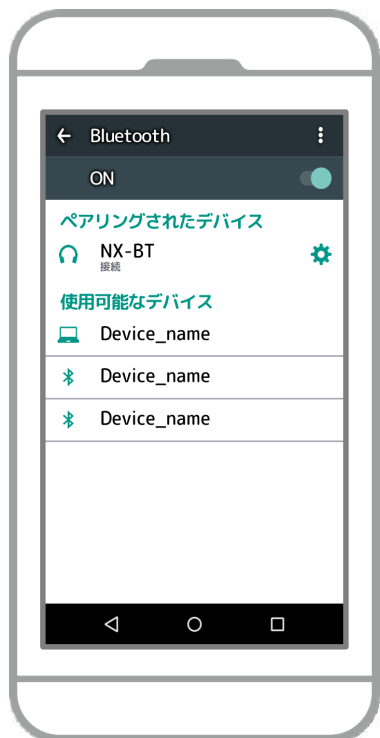 Bluetooth
ON
ペアリングされたデバイス
NX-BT
接続
使用可能なデバイス
Device_name
Device_name
Device_name